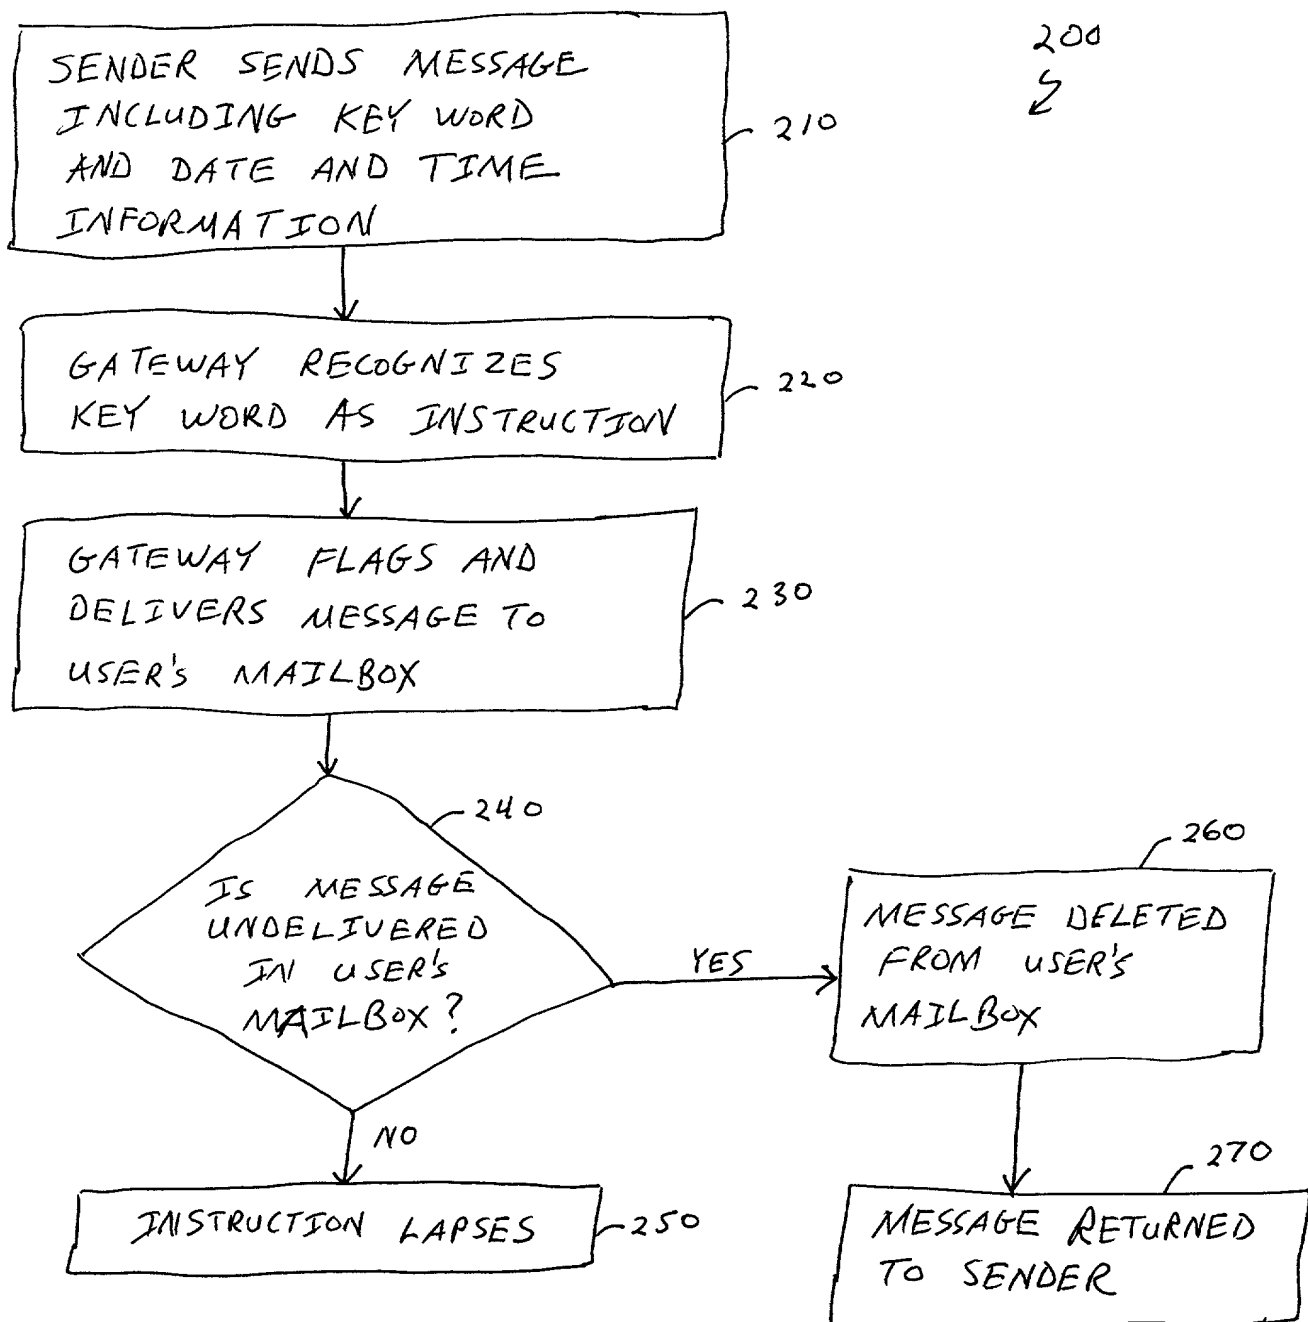 200
SENDER SENDS MESSAGE
INCLUDING KEY WORD
AND DATE AND TIME
INFORMATION
210
GATEWAY RECOGNIZES
KEY WORD AS INSTRUCTION
220
GATEWAY FLAGS AND
DELIVERS MESSAGE TO
USER'S MAILBOX
230
240
IS MESSAGE
UNDELIVERED
IN USER'S
MAILBOX?
YES
260
MESSAGE DELETED
FROM USER'S
MAILBOX
NO
INSTRUCTION LAPSES
250
270
MESSAGE RETURNED
TO SENDER